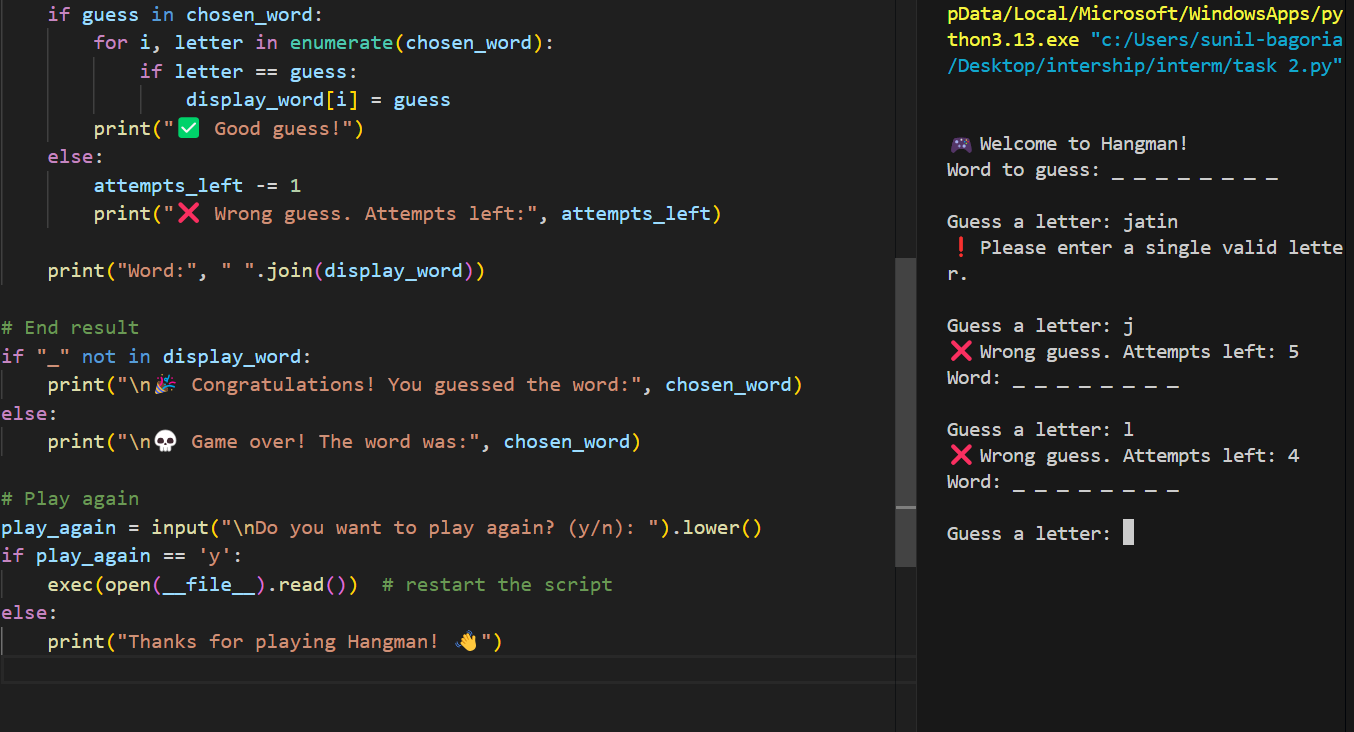 if guess in chosen_word:
for i, letter in enumerate(chosen_word):
if letter == guess:
display_word[i] = guess
print("✅ Good guess!")
else:
attempts_left -= 1
print("❌ Wrong guess. Attempts left:", attempts_left)
print("Word:", " ".join(display_word))
# End result
if "_" not in display_word:
print("\n🎉 Congratulations! You guessed the word:", chosen_word)
else:
print("\n💀 Game over! The word was:", chosen_word)
# Play again
play_again = input("\nDo you want to play again? (y/n): ").lower()
if play_again == 'y':
exec(open(__file__).read())  # restart the script
else:
print("Thanks for playing Hangman! 👋")
pData/Local/Microsoft/WindowsApps/py
thon3.13.exe "c:/Users/sunil-bagoria
/Desktop/intership/interm/task 2.py"
🎮 Welcome to Hangman!
Word to guess: _ _ _ _ _ _ _ _
Guess a letter: jatin
❗ Please enter a single valid lette
r.
Guess a letter: j
❌ Wrong guess. Attempts left: 5
Word: _ _ _ _ _ _ _ _
Guess a letter: l
❌ Wrong guess. Attempts left: 4
Word: _ _ _ _ _ _ _ _
Guess a letter: